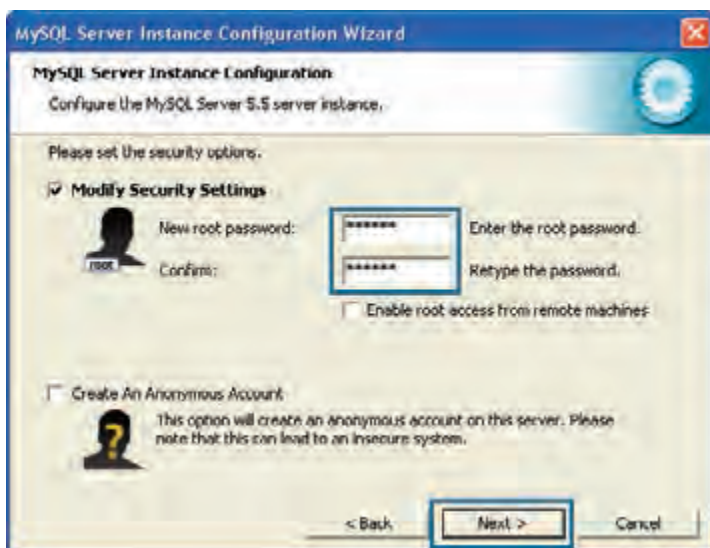 MySQL Server Instance Configuration Wizard
MySQL Server Instance Configuration
Configure the MySQL Server 5.5 server instance.
Please set the security options.
Modify Security Settings
root
New root password: ****** Enter the root password.
Confirm: ****** Retype the password.
Enable root access from remote machines
Create An Anonymous Account
This option will create an anonymous account on this server. Please
note that this can lead to an insecure system.
< Back Next > Cancel